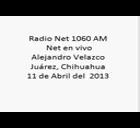 Radio Net 1060 AM
Net en vivo
Alejandro Velazco
Juárez, Chihuahua
11 de Abril del 2013